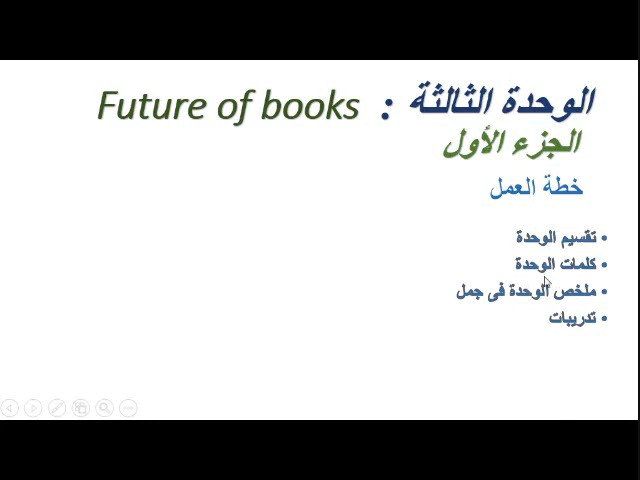 الوحدة الثالثة : Future of books
الجزء الأول
خطة العمل
• تقسيم الوحدة
• كلمات الوحدة
• ملخص الوحدة فى جمل
• تدريبات